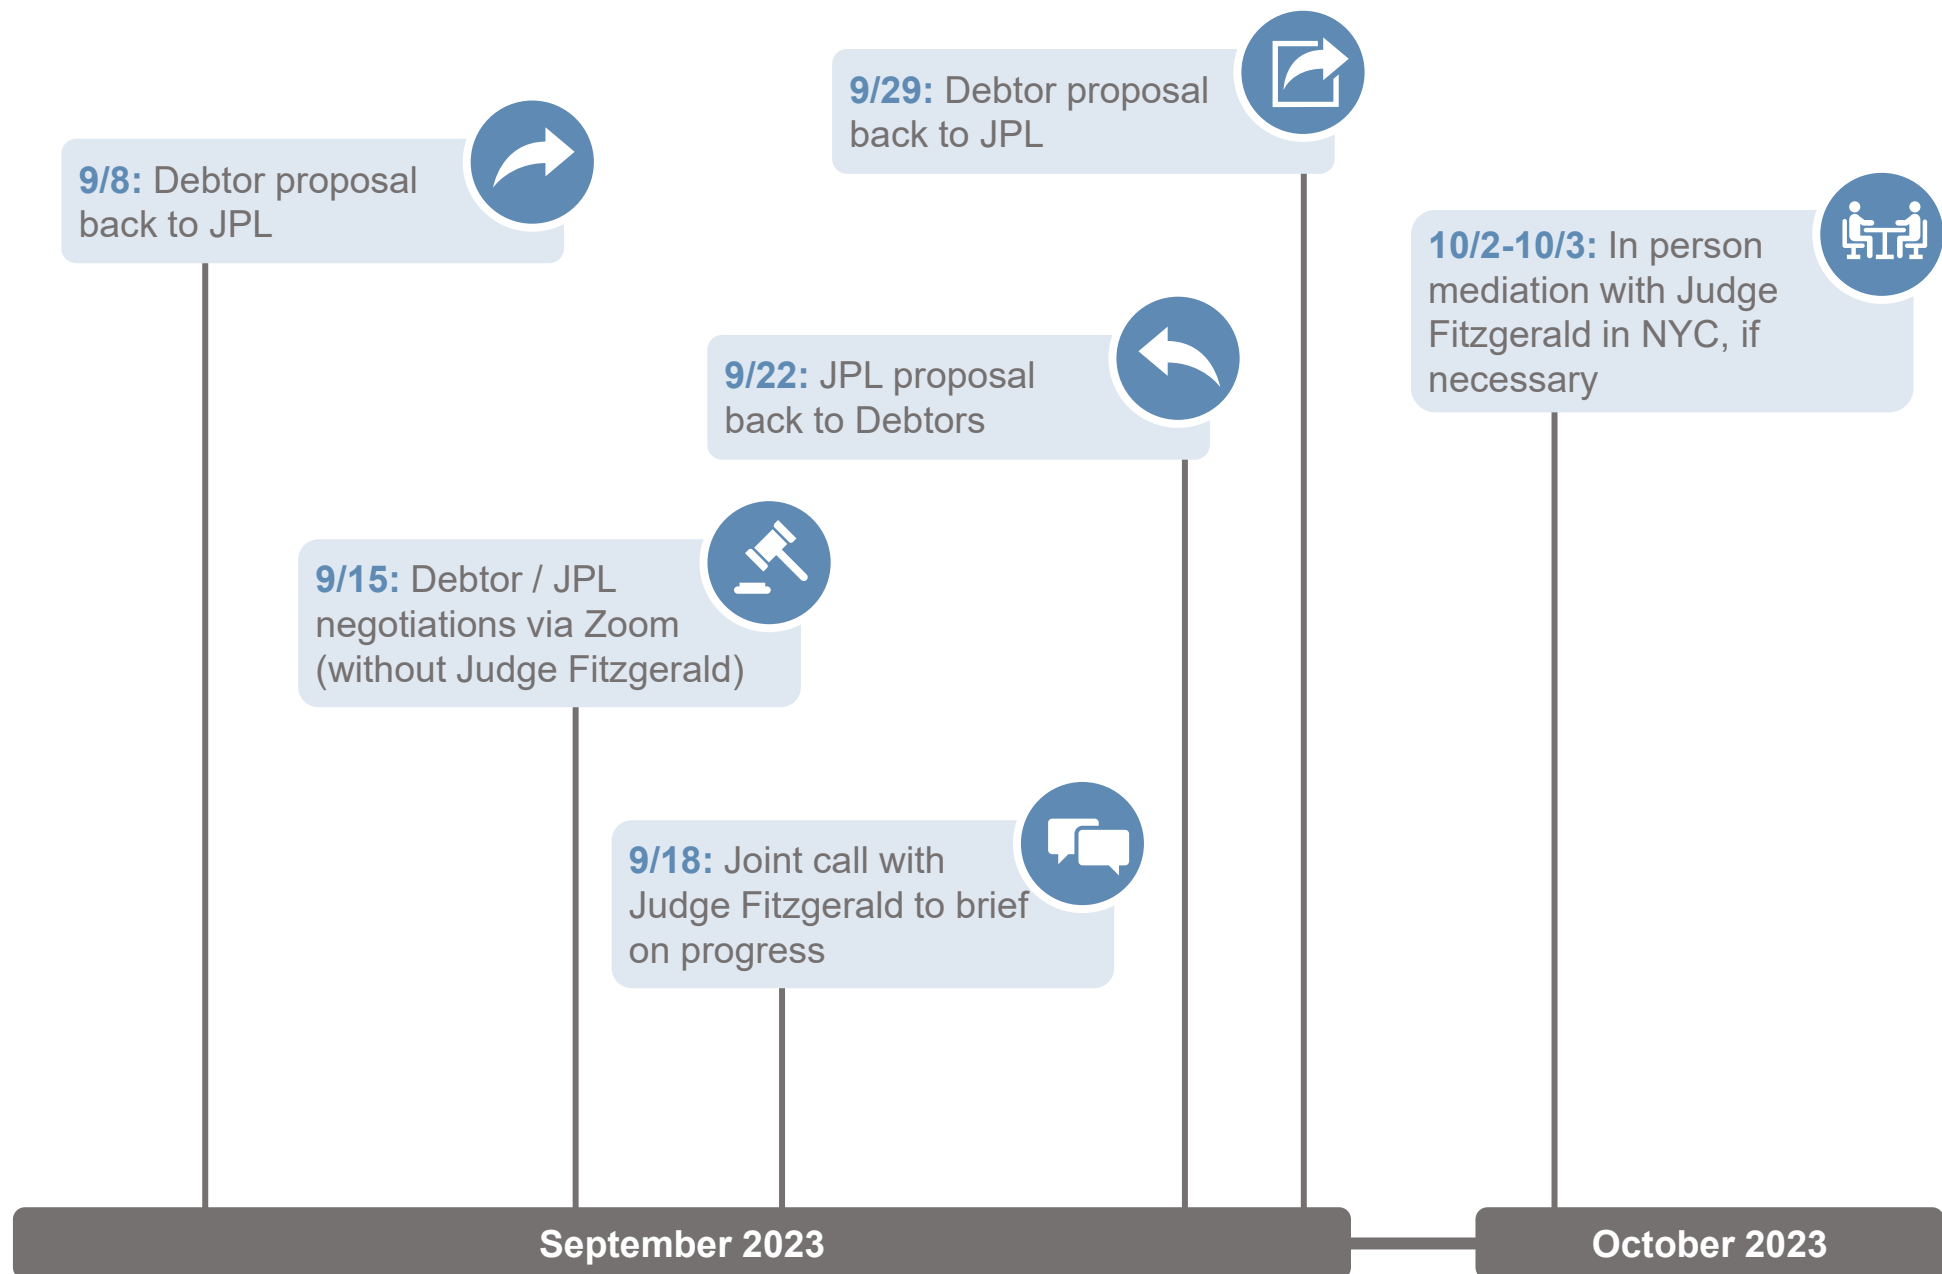 9/8: Debtor proposal
back to JPL
9/15: Debtor / JPL
negotiations via Zoom
(without Judge Fitzgerald)
9/18: Joint call with
Judge Fitzgerald to brief
on progress
9/22: JPL proposal
back to Debtors
9/29: Debtor proposal
back to JPL
10/2-10/3: In person
mediation with Judge
Fitzgerald in NYC, if
necessary
September 2023
October 2023